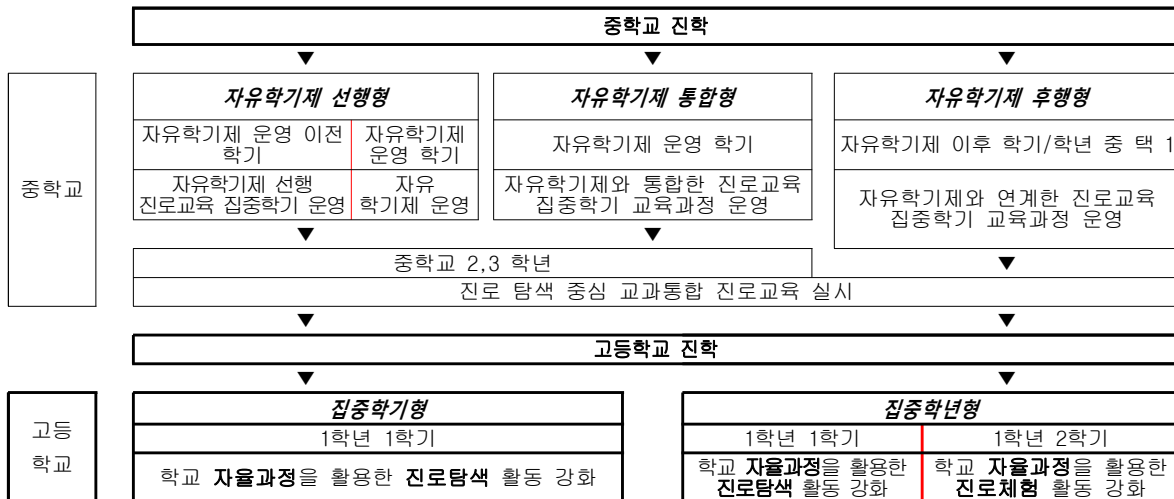 중학교 진학
▼ ▼ ▼
중학교
자유학기제 선행형
자유학기제 운영 이전
학기
자유학기제
운영 학기
자유학기제 선행
진로교육 집중학기 운영
자유
학기제 운영
자유학기제 통합형
자유학기제 운영 학기
자유학기제와 통합한 진로교육
집중학기 교육과정 운영
자유학기제 후행형
자유학기제 이후 학기/학년 중 택 1
자유학기제와 연계한 진로교육
집중학기 교육과정 운영
▼ ▼ ▼
중학교 2,3 학년
진로 탐색 중심 교과통합 진로교육 실시
▼ ▼
고등학교 진학
▼ ▼
고등
학교
집중학기형
1학년 1학기
학교 자율과정을 활용한 진로탐색 활동 강화
집중학년형
1학년 1학기
학교 자율과정을 활용한
진로탐색 활동 강화
1학년 2학기
학교 자율과정을 활용한
진로체험 활동 강화